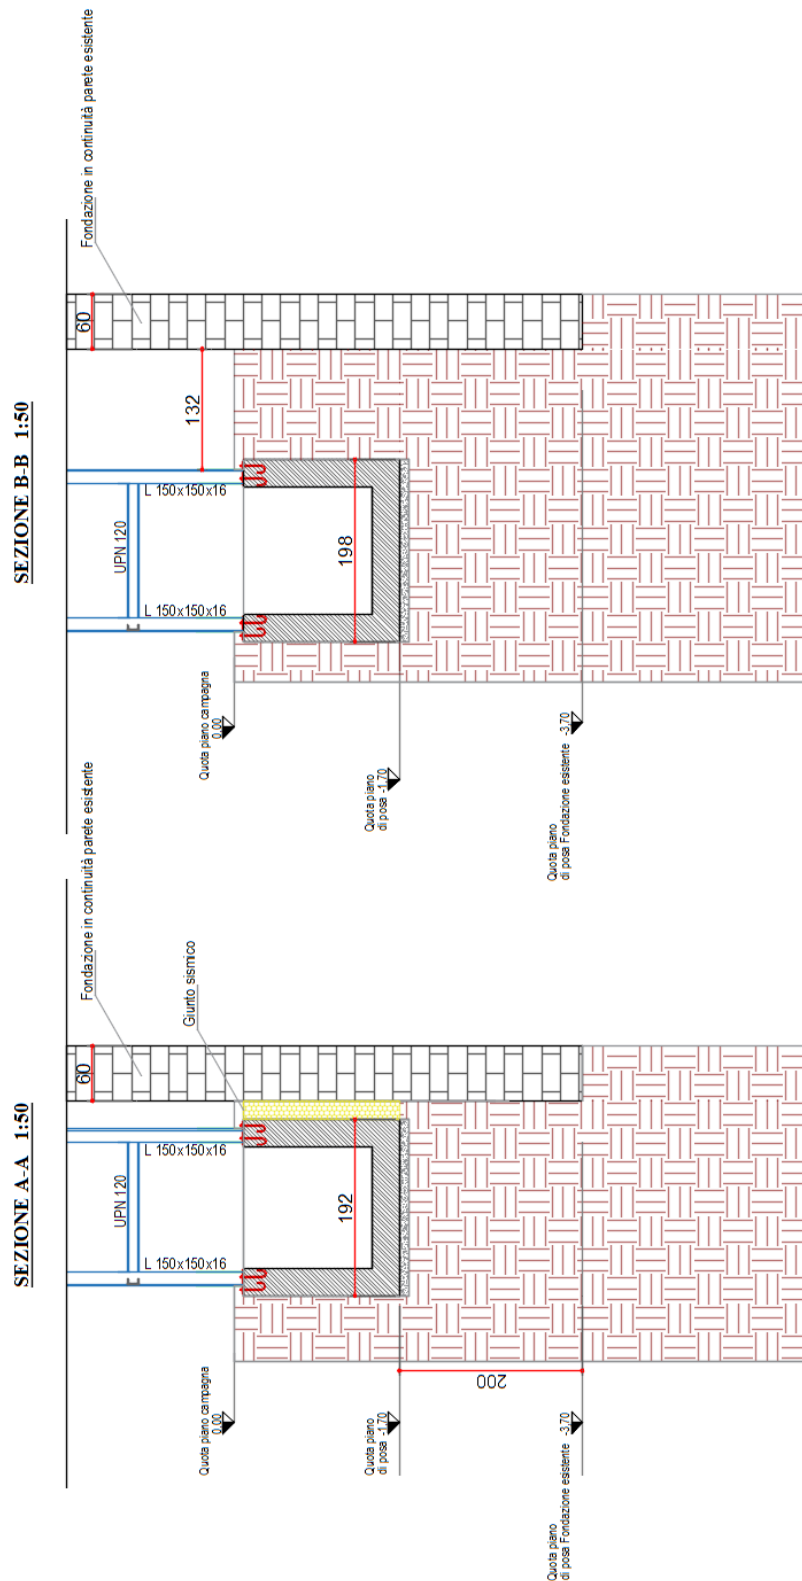 SEZIONE A-A 1:50
Fondazione in continuità parete esistente
Giunto sismico
60
UPN 120
L 150x150x16
L 150x150x16
192
200
Quota piano campagna
0.00
Quota piano
di posa -1,70
Quota piano
di posa Fondazione esistente -3,70
SEZIONE B-B 1:50
Fondazione in continuità parete esistente
60
132
UPN 120
L 150x150x16
L 150x150x16
198
Quota piano campagna
0.00
Quota piano
di posa -1,70
Quota piano
di posa Fondazione esistente -3,70